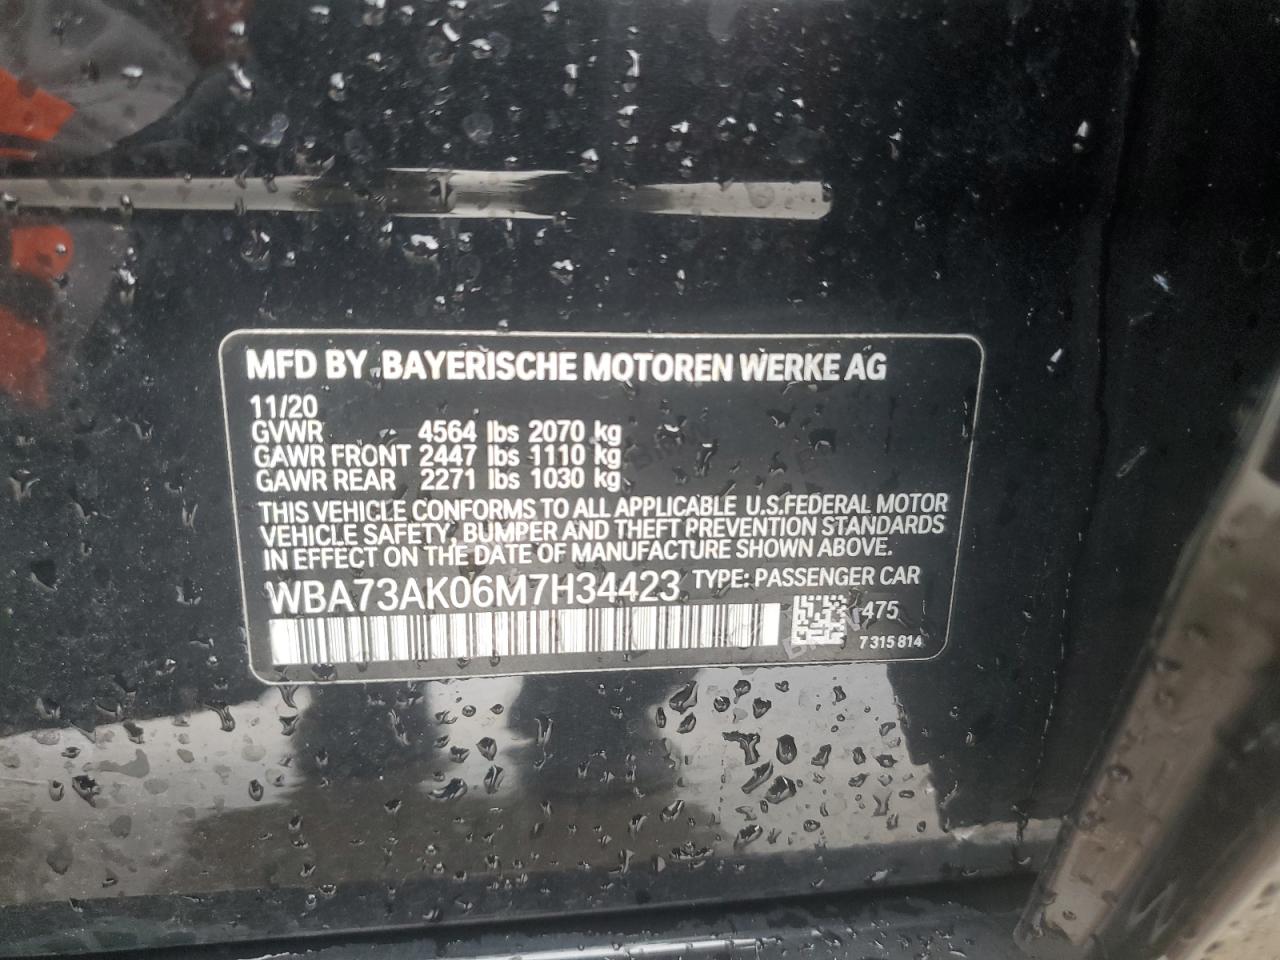 MFD BY BAYERISCHE MOTOREN WERKE AG
11/20
GVWR 4564 lbs 2070 kg
GAWR FRONT 2447 lbs 1110 kg
GAWR REAR 2271 lbs 1030 kg
THIS VEHICLE CONFORMS TO ALL APPLICABLE U.S.FEDERAL MOTOR
VEHICLE SAFETY, BUMPER AND THEFT PREVENTION STANDARDS
IN EFFECT ON THE DATE OF MANUFACTURE SHOWN ABOVE.
WBA73AK06M7H34423 TYPE: PASSENGER CAR
475
7 315 814